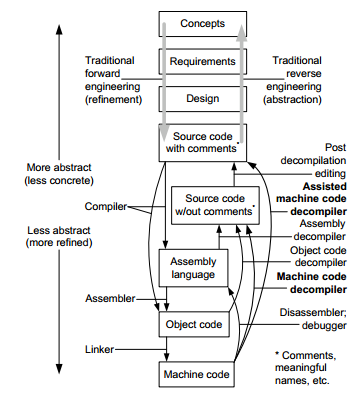 Concepts
Traditional
forward
engineering
(refinement)
Requirements
Traditional
reverse
engineering
(abstraction)
Design
Source code
with comments*
More abstract
(less concrete)
Less abstract
(more refined)
Compiler
Source code
w/out comments*
Post
decompilation
editing
Assisted
machine code
decompiler
Assembly
decompiler
Object code
decompiler
Machine code
decompiler
Assembly
language
Assembler
Disassembler;
debugger
Object code
Linker
Machine code
* Comments,
meaningful
names, etc.